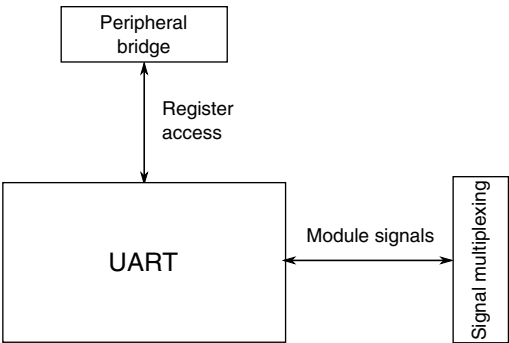 Peripheral
bridge
Register
access
UART
Module signals
Signal multiplexing